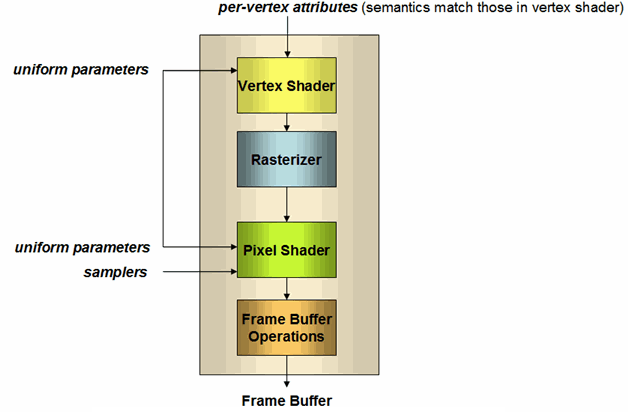 per-vertex attributes (semantics match those in vertex shader)
uniform parameters
Vertex Shader
Rasterizer
uniform parameters
Pixel Shader
samplers
Frame Buffer
Operations
Frame Buffer